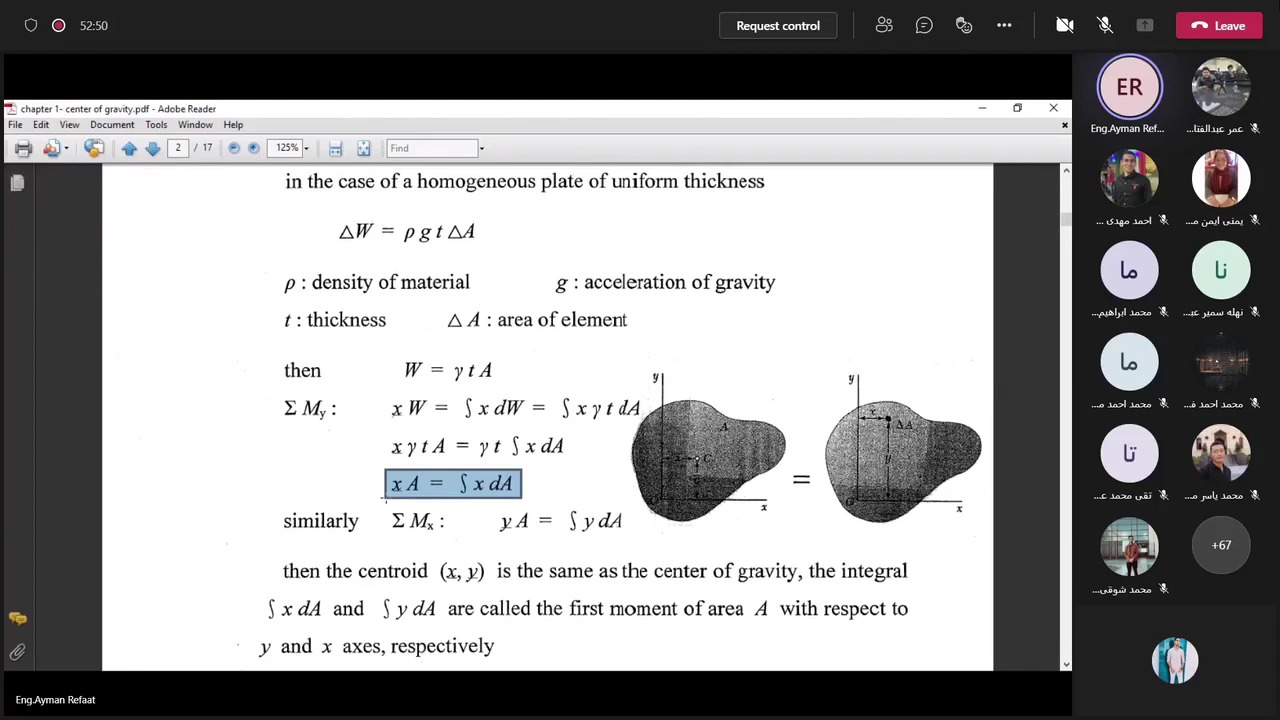 52:50
Request control
Leave
chapter 1- center of gravity.pdf - Adobe Reader
File Edit View Document Tools Window Help
2 / 17 125% Find
in the case of a homogeneous plate of uniform thickness
△W = ρ g t △A
ρ : density of material g : acceleration of gravity
t : thickness △ A : area of element
then W = γ t A
Σ My : x W = ∫ x dW = ∫ x γ t dA
x γ t A = γ t ∫ x dA
x A = ∫ x dA
similarly Σ Mx : y A = ∫ y dA
y A C x = y x ΔA y x
then the centroid (x, y) is the same as the center of gravity, the integral
∫ x dA and ∫ y dA are called the first moment of area A with respect to
y and x axes, respectively
Eng.Ayman Refaat
ER
Eng.Ayman Refa...
عمر عبدالفتا...
احمد مهدى ...
يمنى ايمن م...
ما
محمد ابراهيم...
نا
نهله سمير عب...
ما
محمد احمد م...
محمد احمد ف...
تا
تقى محمد ع...
محمد ياسر م...
محمد شوقي...
+67